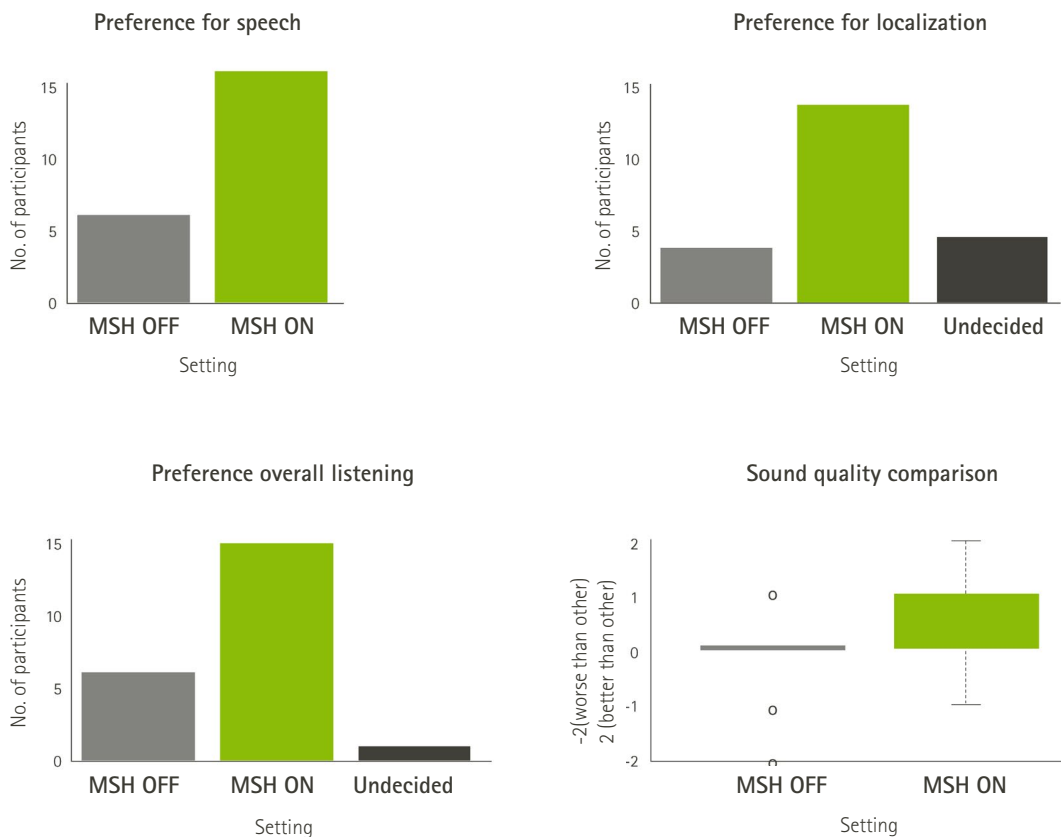 Preference for speech
No. of participants
15
10
5
0
MSH OFF MSH ON
Setting
Preference for localization
No. of participants
15
10
5
0
MSH OFF MSH ON Undecided
Setting
Preference overall listening
No. of participants
15
10
5
0
MSH OFF MSH ON Undecided
Setting
Sound quality comparison
-2(worse than other)
2 (better than other)
2
1
0
-1
-2
MSH OFF MSH ON
Setting